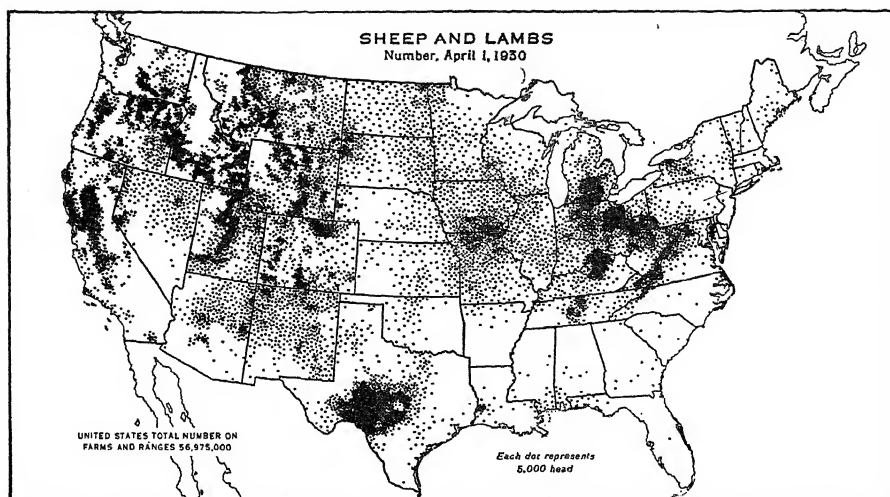 SHEEP AND LAMBS
Number, April 1, 1930
UNITED STATES TOTAL NUMBER ON
FARMS AND RANGES 56,975,000
Each dot represents
5,000 head